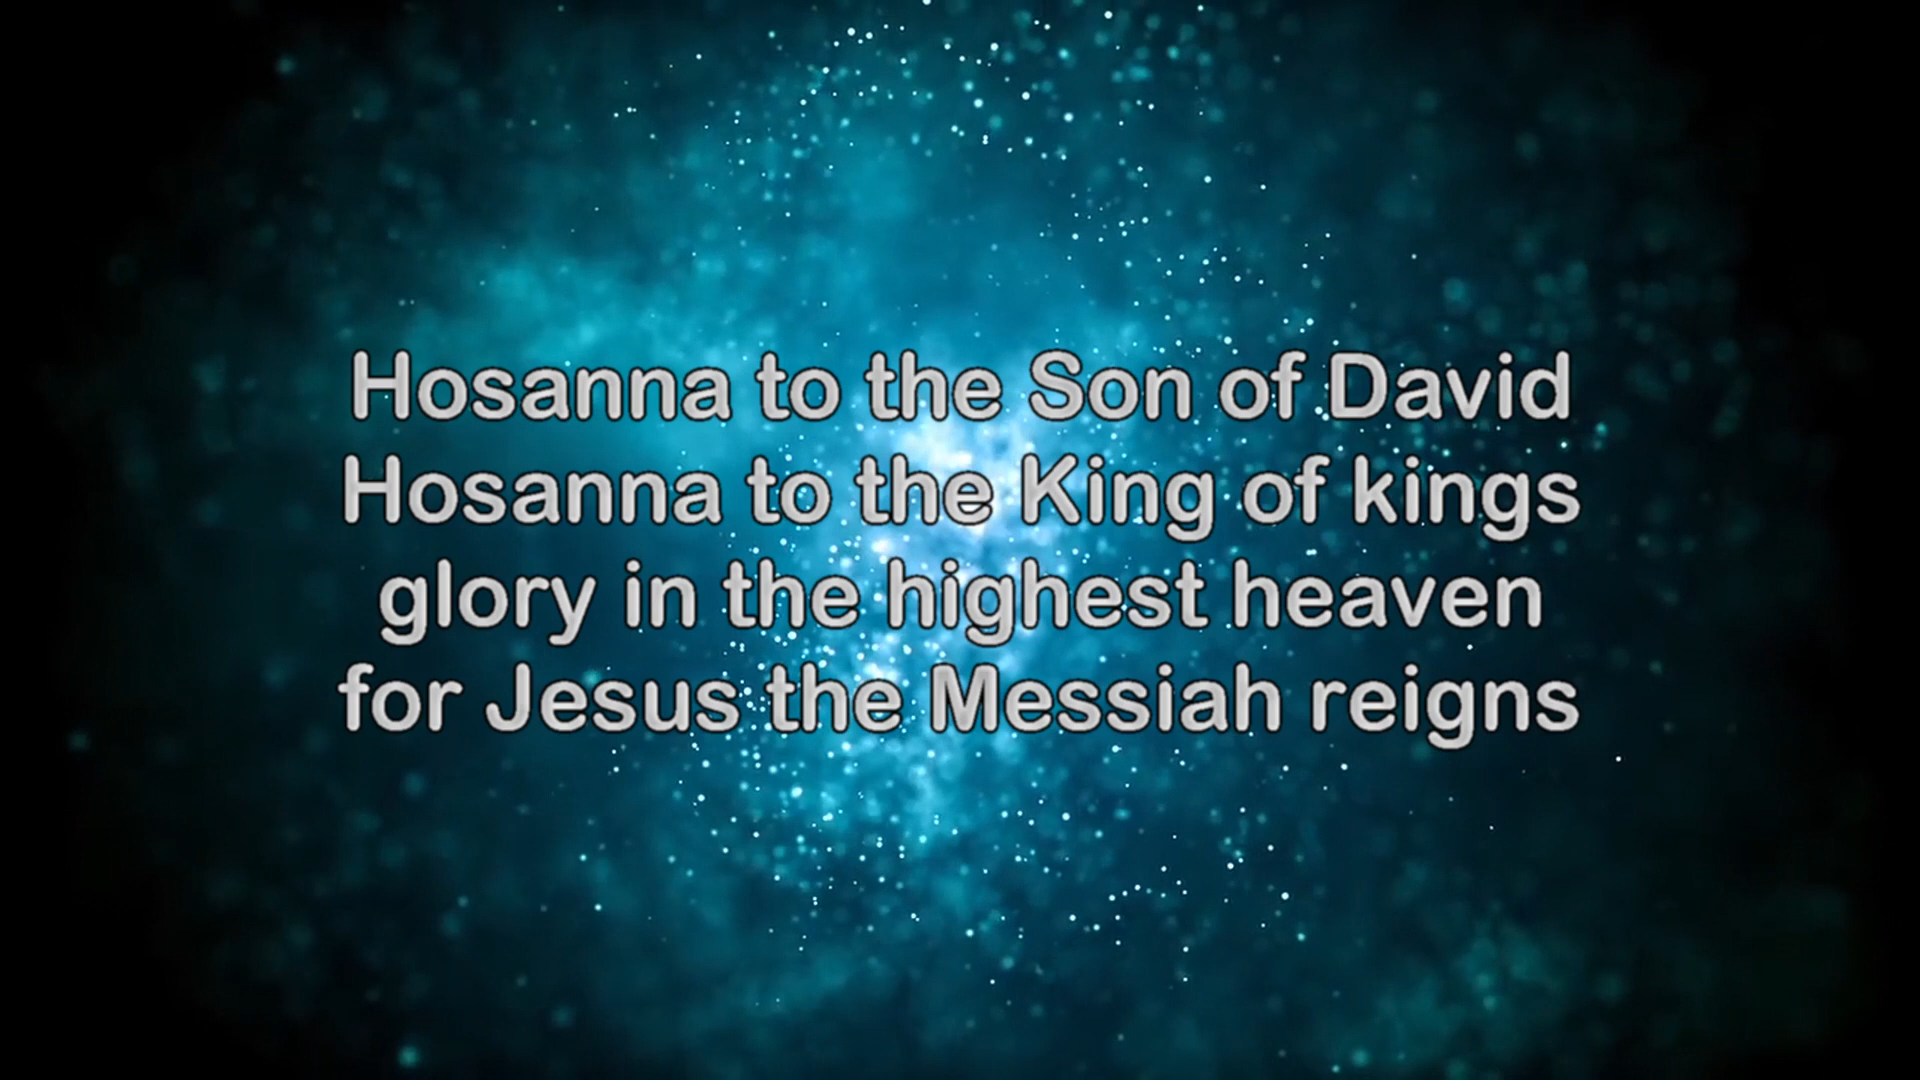 Hosanna to the Son of David
Hosanna to the King of kings
glory in the highest heaven
for Jesus the Messiah reigns